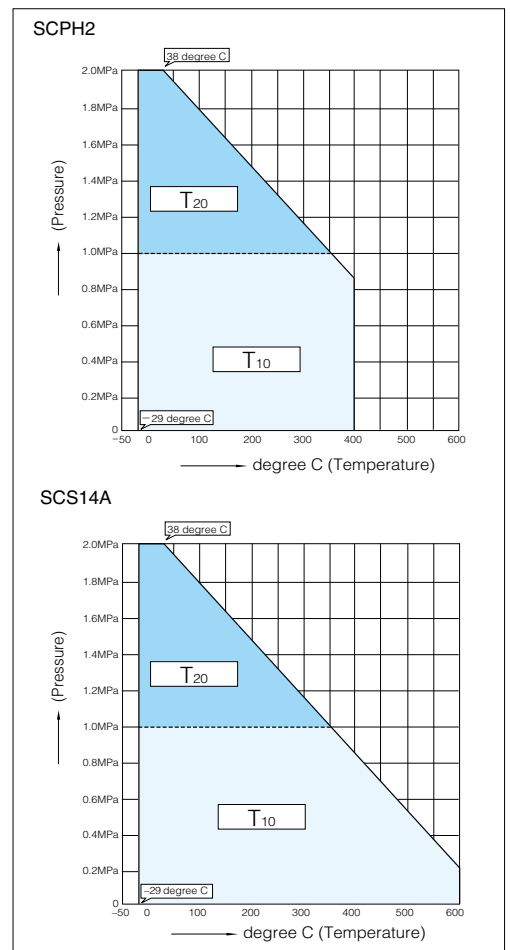 SCPH2
38 degree C
2.0MPa
1.8MPa
1.6MPa
1.4MPa
1.2MPa
1.0MPa
0.8MPa
0.6MPa
0.4MPa
0.2MPa
0
(Pressure)
T20
T10
−29 degree C
−50 0 100 200 300 400 500 600
degree C (Temperature)
SCS14A
38 degree C
2.0MPa
1.8MPa
1.6MPa
1.4MPa
1.2MPa
1.0MPa
0.8MPa
0.6MPa
0.4MPa
0.2MPa
0
(Pressure)
T20
T10
−29 degree C
−50 0 100 200 300 400 500 600
degree C (Temperature)